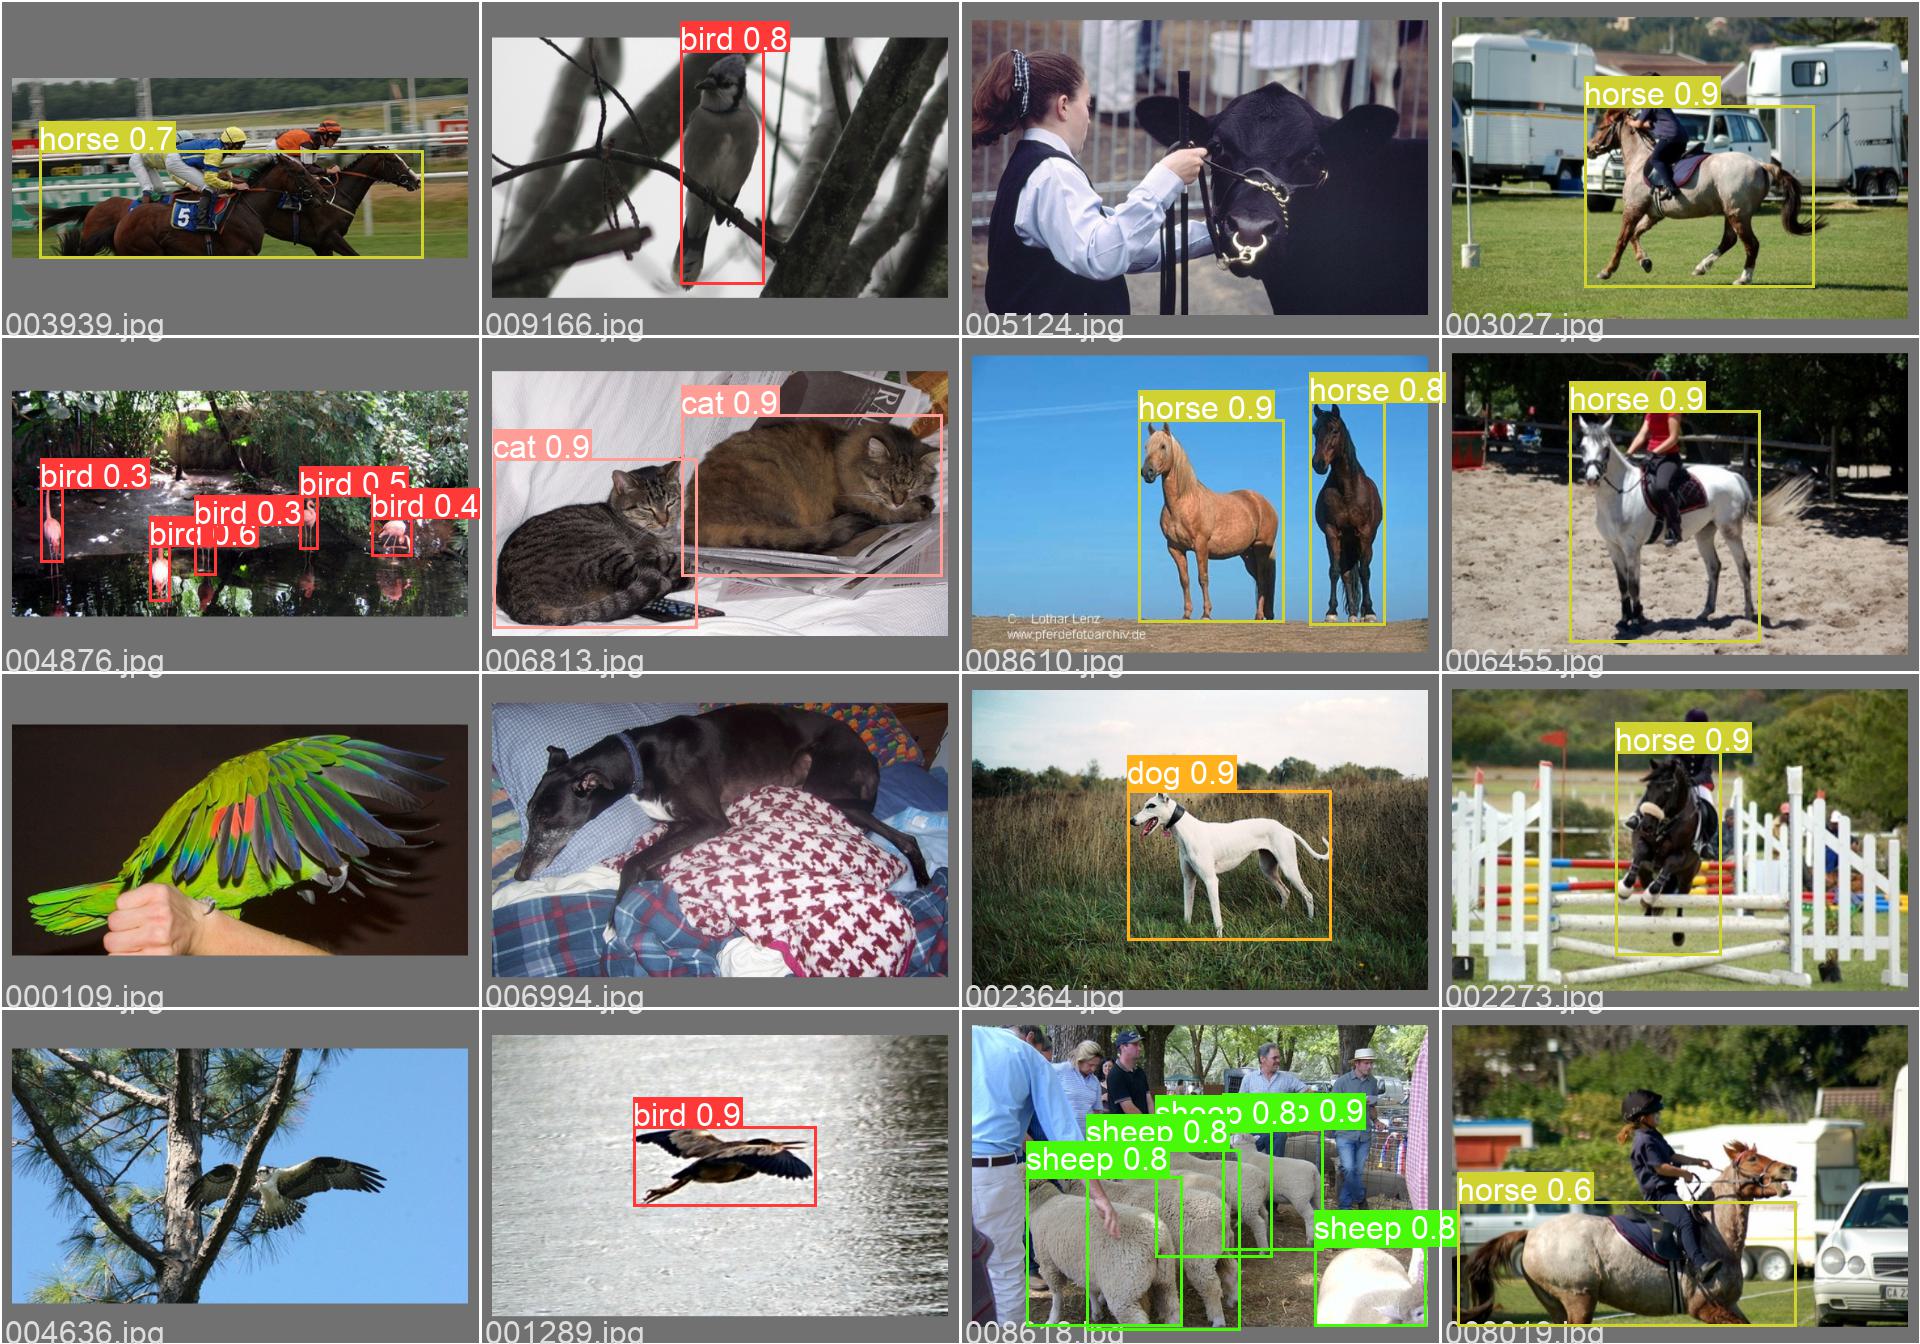 horse 0.7
003939.jpg
bird 0.8
009166.jpg
005124.jpg
horse 0.9
003027.jpg
5
bird 0.3
bird 0.6
bird 0.3
bird 0.5
bird 0.4
004876.jpg
cat 0.9
cat 0.9
006813.jpg
horse 0.9
horse 0.8
C: Lothar Lenz
www.pferdefotoarchiv.de
008610.jpg
horse 0.9
006455.jpg
000109.jpg
006994.jpg
dog 0.9
002364.jpg
horse 0.9
002273.jpg
004636.jpg
bird 0.9
001289.jpg
sheep 0.8
0.9
sheep 0.8
sheep 0.8
sheep 0.8
008618.jpg
horse 0.6
008019.jpg